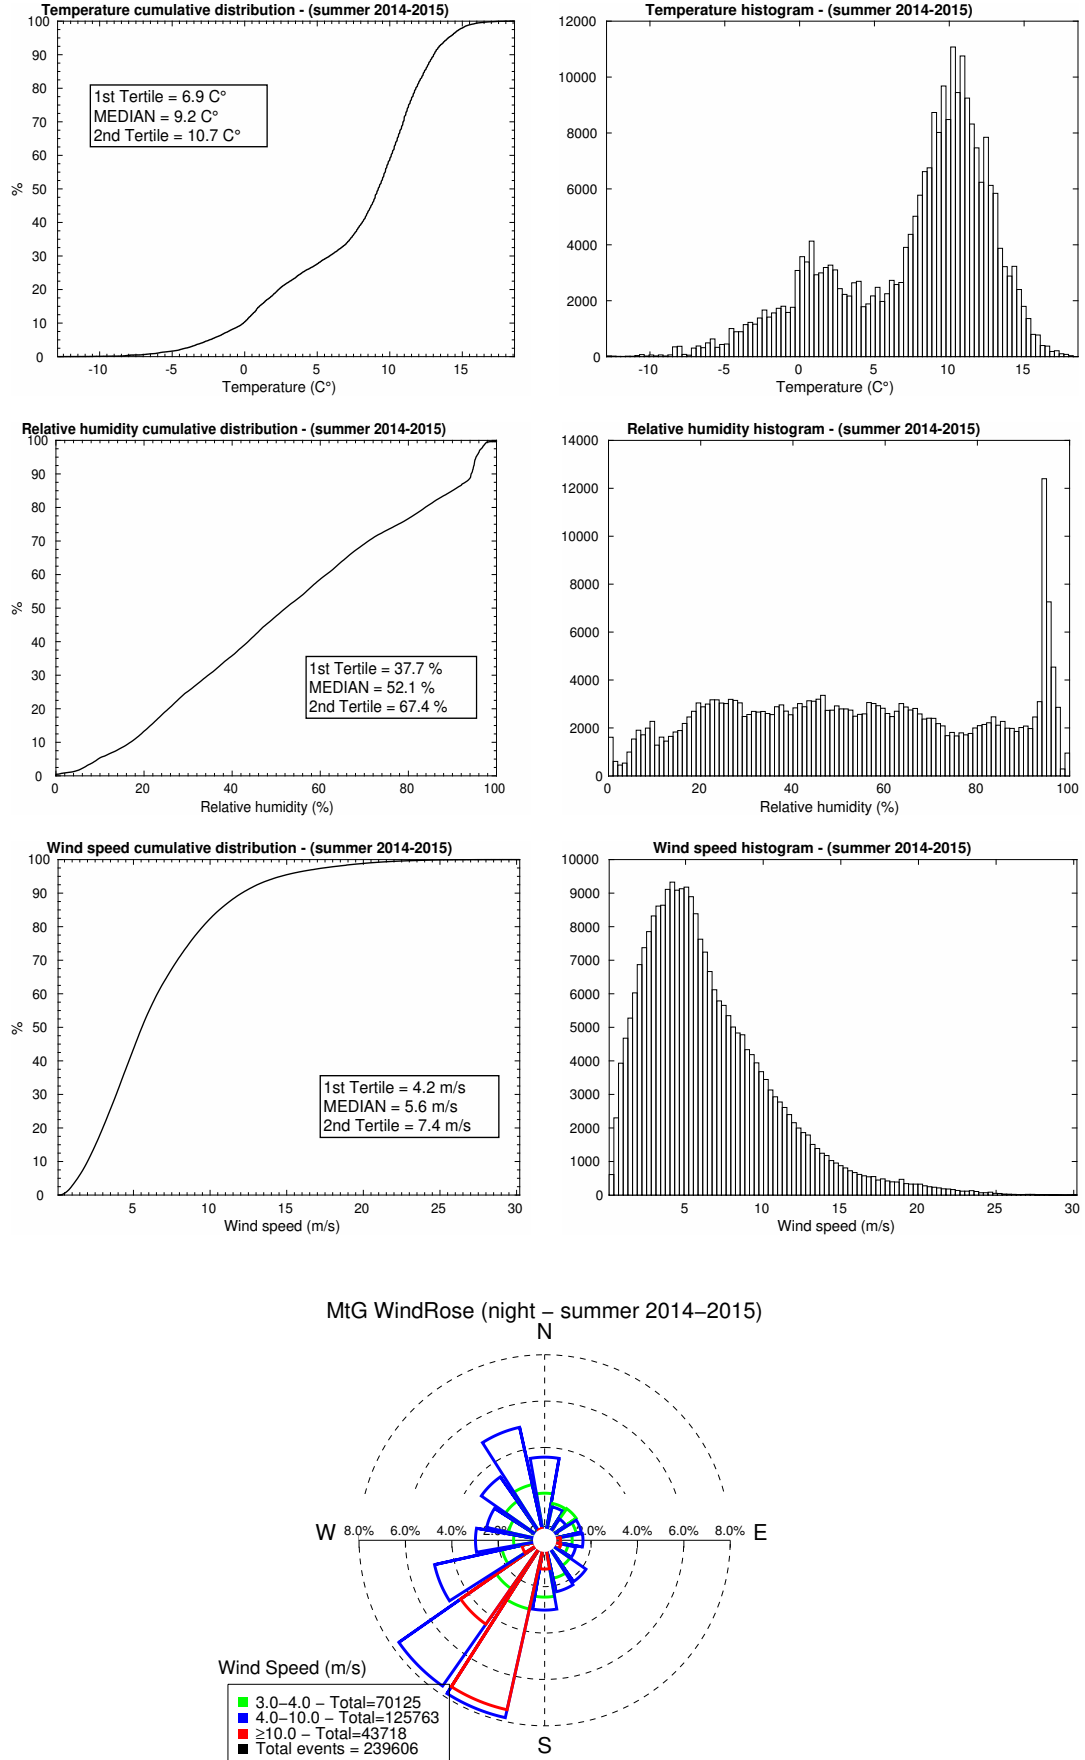 Temperature cumulative distribution - (summer 2014-2015)
100
90
80
70
60
50
40
30
20
10
0
%
1st Tertile = 6.9 C°
MEDIAN = 9.2 C°
2nd Tertile = 10.7 C°
-10 -5 0 5 10 15
Temperature (C°)
Temperature histogram - (summer 2014-2015)
12000
10000
8000
6000
4000
2000
0
-10 -5 0 5 10 15
Temperature (C°)
Relative humidity cumulative distribution - (summer 2014-2015)
100
90
80
70
60
50
40
30
20
10
0
%
1st Tertile = 37.7 %
MEDIAN = 52.1 %
2nd Tertile = 67.4 %
0 20 40 60 80 100
Relative humidity (%)
Relative humidity histogram - (summer 2014-2015)
14000
12000
10000
8000
6000
4000
2000
0
0 20 40 60 80 100
Relative humidity (%)
Wind speed cumulative distribution - (summer 2014-2015)
100
90
80
70
60
50
40
30
20
10
0
%
1st Tertile = 4.2 m/s
MEDIAN = 5.6 m/s
2nd Tertile = 7.4 m/s
5 10 15 20 25 30
Wind speed (m/s)
Wind speed histogram - (summer 2014-2015)
10000
9000
8000
7000
6000
5000
4000
3000
2000
1000
0
5 10 15 20 25 30
Wind speed (m/s)
MtG WindRose (night – summer 2014–2015)
N
W 8.0% 6.0% 4.0% 2.0% 2.0% 4.0% 6.0% 8.0% E
S
Wind Speed (m/s)
3.0–4.0 – Total=70125
4.0–10.0 – Total=125763
≥10.0 – Total=43718
Total events = 239606